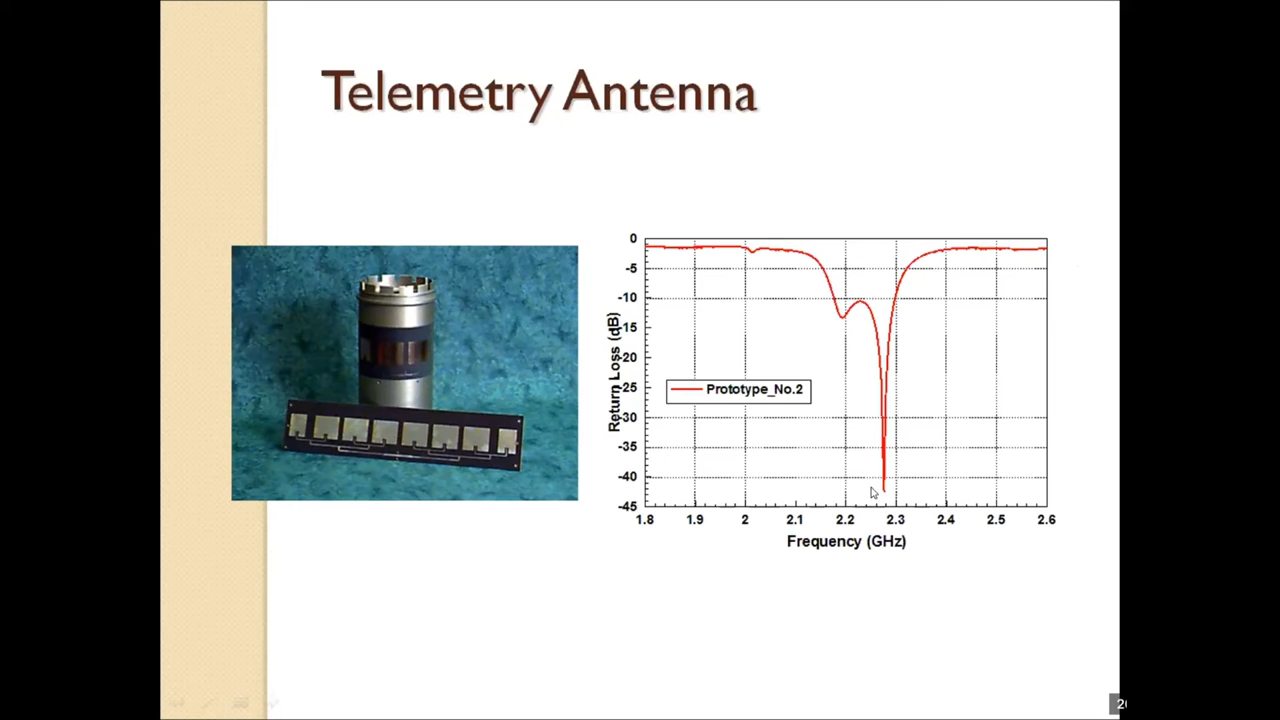 Telemetry Antenna
0
-5
-10
-15
-20
-25
-30
-35
-40
-45
Return Loss (dB)
Prototype_No.2
1.8 1.9 2 2.1 2.2 2.3 2.4 2.5 2.6
Frequency (GHz)